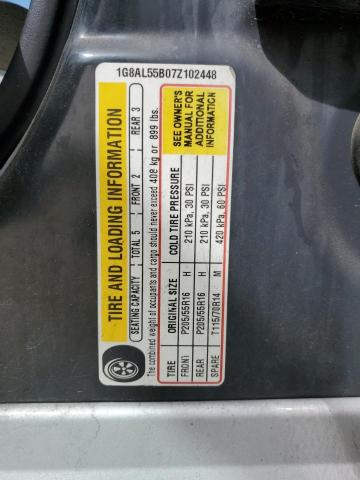 1G8AL55B07Z102448
TIRE AND LOADING INFORMATION
SEATING CAPACITY TOTAL 5 FRONT 2 REAR 3
The combined weight of occupants and cargo should never exceed 408 kg or 899 lbs.
TIRE ORIGINAL SIZE COLD TIRE PRESSURE
FRONT P205/55R16 H 210 kPa, 30 PSI
REAR P205/55R16 H 210 kPa, 30 PSI
SPARE T115/70R14 M 420 kPa, 60 PSI
SEE OWNER'S
MANUAL FOR
ADDITIONAL
INFORMATION